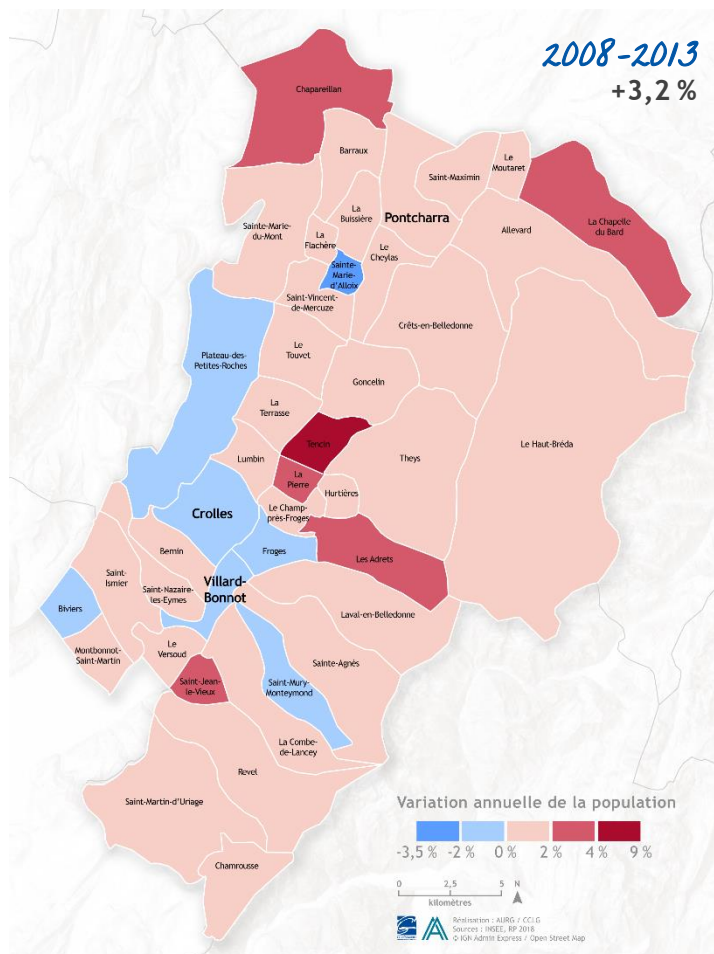 2008-2013
+3,2 %
Chapareillan
Barraux
Le
Moutaret
Saint-Maximin
La
Buissière
Pontcharra
La Chapelle
du Bard
Sainte-Marie-
du-Mont
La
Flachère
Allevard
Le
Cheylas
Sainte-
Marie-
d'Alloix
Saint-Vincent-
de-Mercuze
Crêts-en-Belledonne
Plateau-des-
Petites-Roches
Le
Touvet
Goncelin
La
Terrasse
Tencin
Le Haut-Bréda
Lumbin
Theys
La
Pierre
Hurtières
Crolles
Le Champ-
près-Froges
Bernin
Froges
Les Adrets
Saint-
Ismier
Saint-Nazaire-
les-Eymes
Villard-
Bonnot
Biviers
Laval-en-Belledonne
Montbonnot-
Saint-Martin
Le
Versoud
Sainte-Agnès
Saint-Jean-
le-Vieux
Saint-Mury-
Monteymond
La Combe-
de-Lancey
Revel
Saint-Martin-d'Uriage
Chamrousse
Variation annuelle de la population
-3,5 % -2 % 0 % 2 % 4 % 9 %
0 2,5 5 N
kilomètres
Réalisation : AURG / CCLG
Sources : INSEE, RP 2018
© IGN Admin Express / Open Street Map